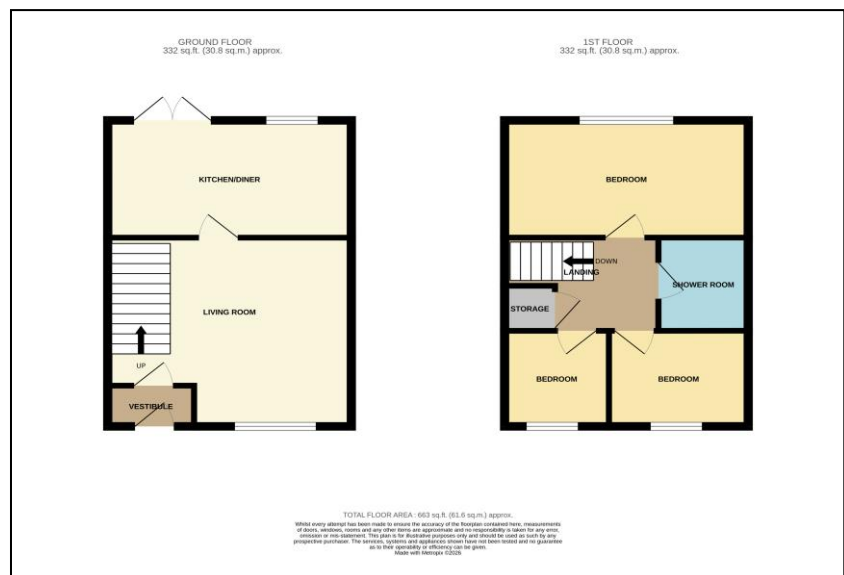 GROUND FLOOR
332 sq.ft. (30.8 sq.m.) approx.
KITCHEN/DINER
LIVING ROOM
UP
VESTIBULE
1ST FLOOR
332 sq.ft. (30.8 sq.m.) approx.
BEDROOM
DOWN
LANDING
SHOWER ROOM
STORAGE
BEDROOM
BEDROOM
TOTAL FLOOR AREA : 663 sq.ft. (61.6 sq.m.) approx.
Whilst every attempt has been made to ensure the accuracy of the floorplan contained here, measurements
of doors, windows, rooms and any other items are approximate and no responsibility is taken for any error,
omission or mis-statement. This plan is for illustrative purposes only and should be used as such by any
prospective purchaser. The services, systems and appliances shown have not been tested and no guarantee
as to their operability or efficiency can be given.
Made with Metropix ©2025